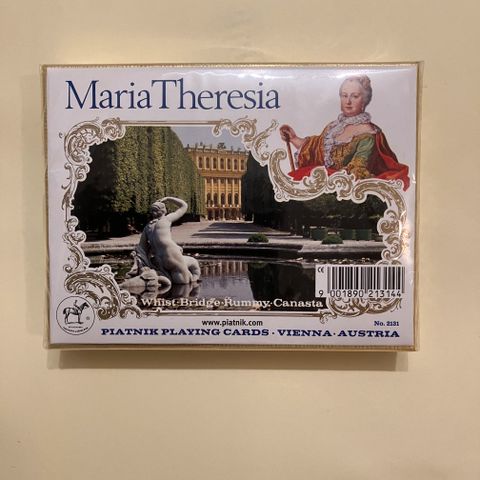 Maria Theresia
Whist·Bridge·Rummy·Canasta
www.piatnik.com
9 001890 213144
PIATNIK PLAYING CARDS · VIENNA · AUSTRIA
No. 2131
CE